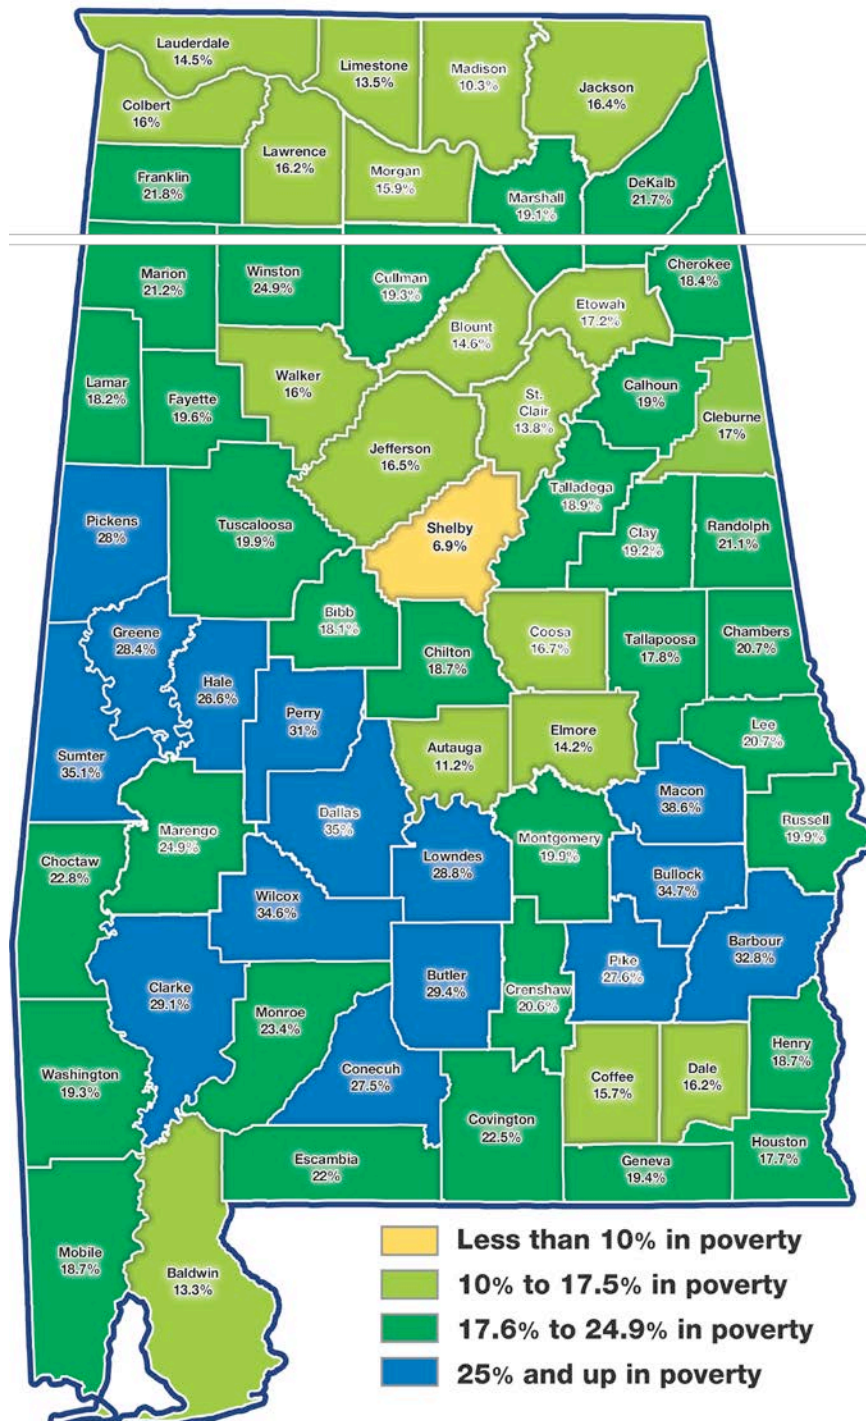 Lauderdale
14.5%
Limestone
13.5%
Madison
10.3%
Jackson
16.4%
Colbert
16%
Lawrence
16.2%
Morgan
15.9%
Franklin
21.8%
Marshall
19.1%
DeKalb
21.7%
Marion
21.2%
Winston
24.9%
Cullman
19.3%
Cherokee
18.4%
Etowah
17.2%
Blount
14.6%
Lamar
18.2%
Fayette
19.6%
Walker
16%
St.
Clair
13.8%
Calhoun
19%
Cleburne
17%
Jefferson
16.5%
Talladega
18.9%
Pickens
28%
Tuscaloosa
19.9%
Shelby
6.9%
Clay
19.2%
Randolph
21.1%
Bibb
18.1%
Greene
28.4%
Hale
26.6%
Chilton
18.7%
Coosa
16.7%
Tallapoosa
17.8%
Chambers
20.7%
Perry
31%
Sumter
35.1%
Autauga
11.2%
Elmore
14.2%
Lee
20.7%
Macon
38.6%
Dallas
35%
Marengo
24.9%
Russell
19.9%
Choctaw
22.8%
Lowndes
28.8%
Montgomery
19.9%
Bullock
34.7%
Wilcox
34.6%
Barbour
32.8%
Clarke
29.1%
Butler
29.4%
Pike
27.6%
Crenshaw
20.6%
Monroe
23.4%
Henry
18.7%
Washington
19.3%
Conecuh
27.5%
Coffee
15.7%
Dale
16.2%
Covington
22.5%
Houston
17.7%
Escambia
22%
Geneva
19.4%
Mobile
18.7%
Baldwin
13.3%
Less than 10% in poverty
10% to 17.5% in poverty
17.6% to 24.9% in poverty
25% and up in poverty